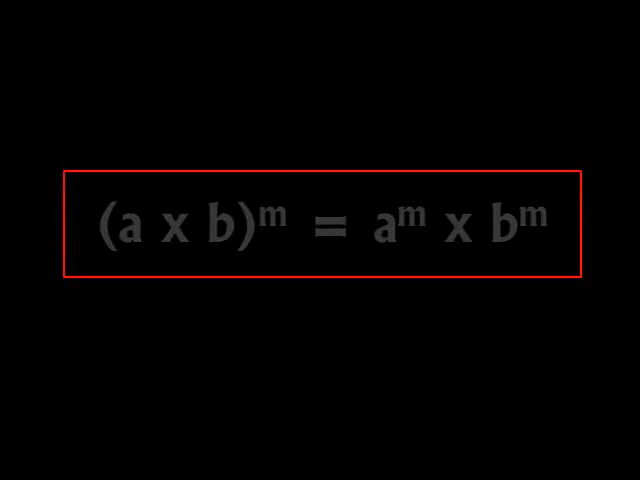 (a x b)ᵐ = aᵐ x bᵐ